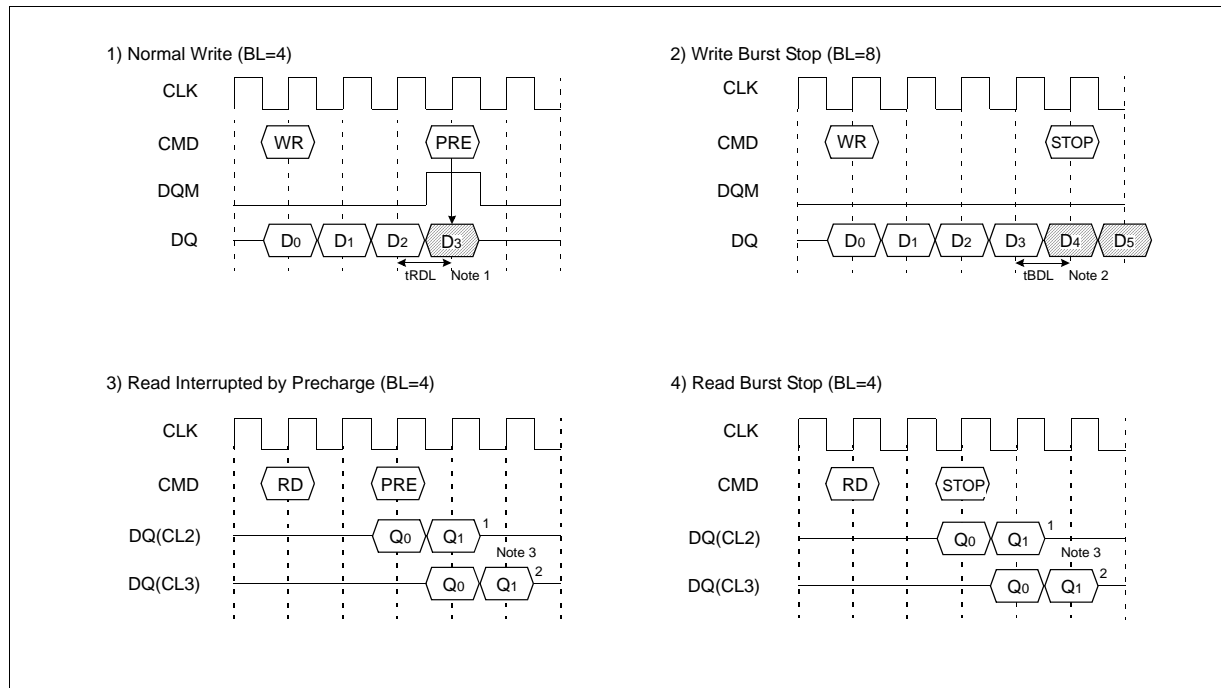 1) Normal Write (BL=4)
CLK
CMD
WR
PRE
DQM
DQ
D0
D1
D2
D3
tRDL
Note 1
2) Write Burst Stop (BL=8)
CLK
CMD
WR
STOP
DQM
DQ
D0
D1
D2
D3
D4
D5
tBDL
Note 2
3) Read Interrupted by Precharge (BL=4)
CLK
CMD
RD
PRE
DQ(CL2)
Q0
Q1
1
Note 3
DQ(CL3)
Q0
Q1
2
4) Read Burst Stop (BL=4)
CLK
CMD
RD
STOP
DQ(CL2)
Q0
Q1
1
Note 3
DQ(CL3)
Q0
Q1
2